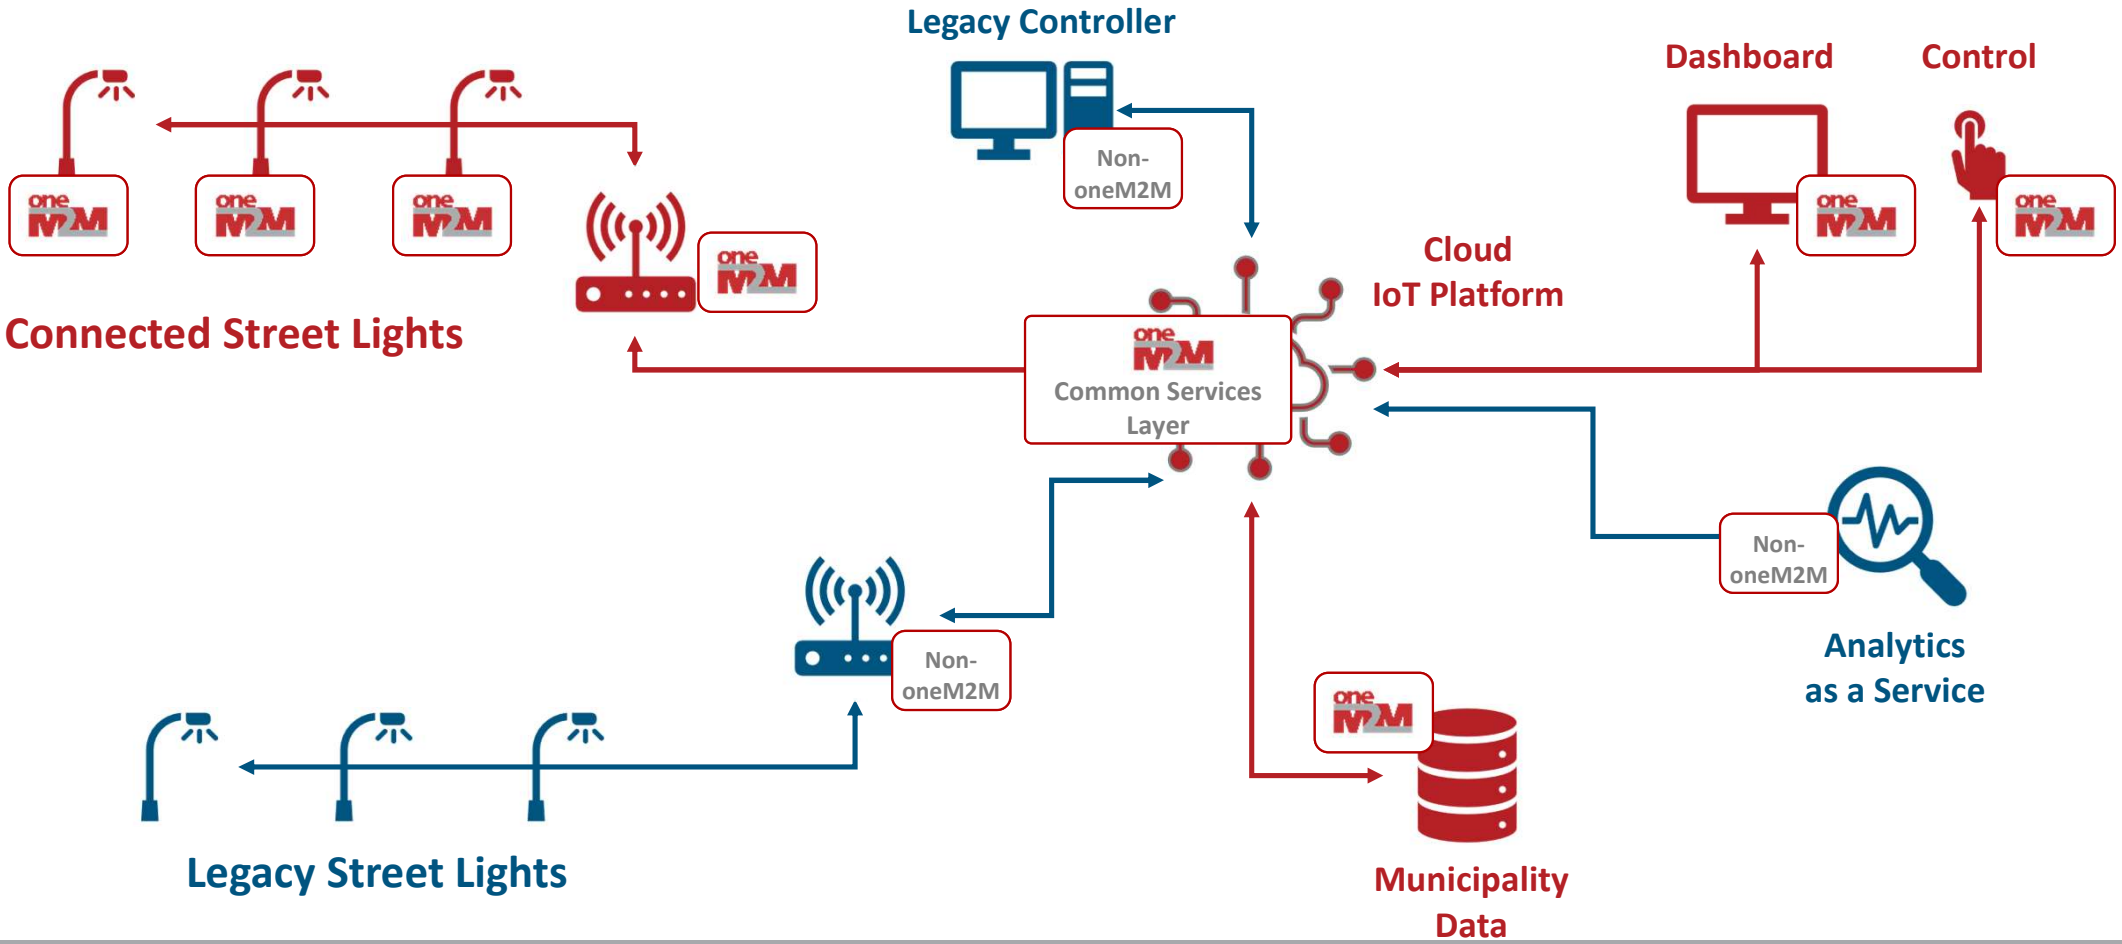 Legacy Controller
Dashboard
Control
Non-
oneM2M
one
M2M
one
M2M
one
M2M
one
M2M
one
M2M
one
M2M
Cloud
IoT Platform
Connected Street Lights
one
M2M
Common Services
Layer
Non-
oneM2M
Analytics
as a Service
Non-
oneM2M
one
M2M
Legacy Street Lights
Municipality
Data